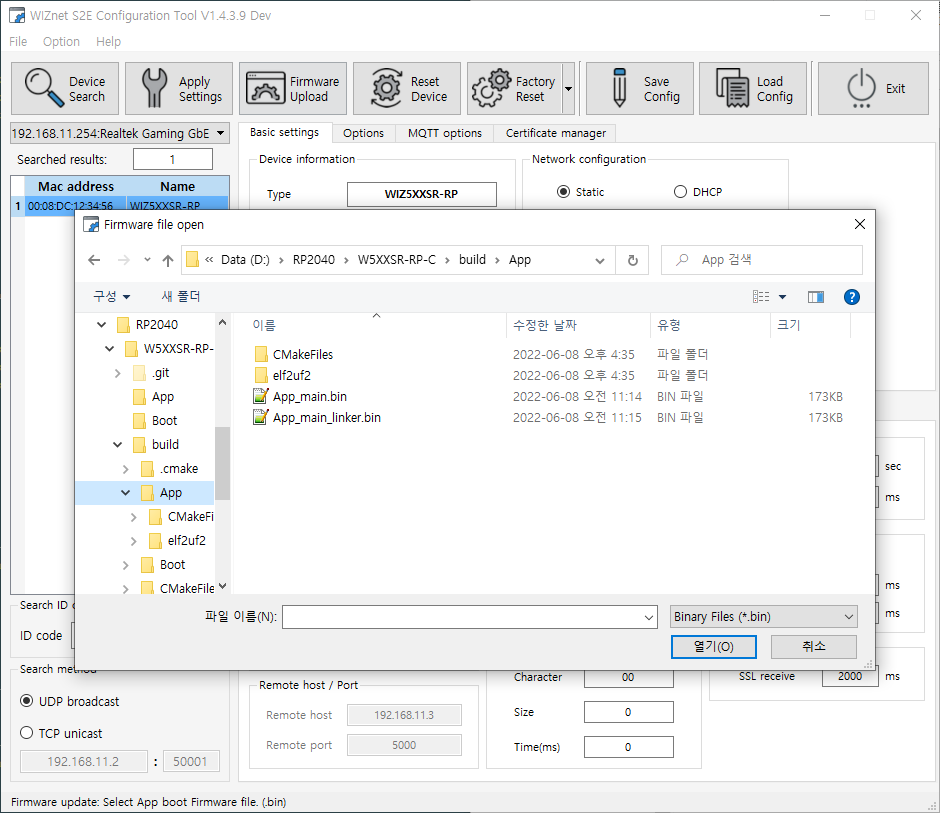 WIZnet S2E Configuration Tool V1.4.3.9 Dev
File Option Help
Device Search
Apply Settings
Firmware Upload
Reset Device
Factory Reset
Save Config
Load Config
Exit
192.168.11.254:Realtek Gaming GbE
Searched results: 1
Mac address Name
1 00:08:DC:12:34:56 WIZ5XXSR-RP
Basic settings Options MQTT options Certificate manager
Device information
Type WIZ5XXSR-RP
Network configuration
Static DHCP
Firmware file open
« Data (D:) › RP2040 › W5XXSR-RP-C › build › App
App 검색
구성 새 폴더
RP2040
W5XXSR-RP-
.git
App
Boot
build
.cmake
App
CMakeFi
elf2uf2
Boot
CMakeFile
이름 수정한 날짜 유형 크기
CMakeFiles 2022-06-08 오후 4:35 파일 폴더
elf2uf2 2022-06-08 오후 4:35 파일 폴더
App_main.bin 2022-06-08 오전 11:14 BIN 파일 173KB
App_main_linker.bin 2022-06-08 오전 11:15 BIN 파일 173KB
파일 이름(N): Binary Files (*.bin)
열기(O) 취소
sec
ms
ms
ms
Search ID c
ID code
Search method
UDP broadcast
TCP unicast
192.168.11.2 : 50001
Remote host / Port
Remote host 192.168.11.3
Remote port 5000
Character 00
Size 0
Time(ms) 0
SSL receive 2000 ms
Firmware update: Select App boot Firmware file. (.bin)